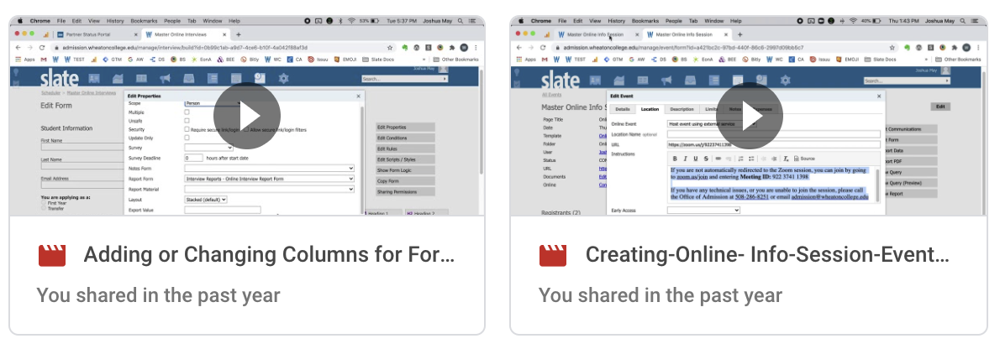 Chrome File Edit View History Bookmarks People Tab Window Help 53% Tue 5:37 PM Joshua May
Partner Status Portal Master Online Interviews
admission.wheatoncollege.edu/manage/interview/build?id=
Apps TEST GTM AW DS BS EonA BEE Bitly WC CA Issuu EMOJI Slate Docs Other Bookmarks
slate
Search...
Scheduler > Master Online Interviews
Edit Form
Student Information
First Name
Last Name
Email Address
You are applying as:
First Year
Transfer
Edit Properties
Scope Person
Multiple
Unsafe
Security Require secure link/login Allow secure link/login filters
Update Only
Survey
Survey Deadline 0 hours after start date
Notes Form
Report Form Interview Reports - Online Interview Report Form
Report Material
Layout Stacked (default)
Export Value
Edit Properties
Edit Conditions
Edit Rules
Edit Scripts / Styles
Show Form Logic
Copy Form
Sharing Permissions
Heading 1 H2 Heading 2
Adding or Changing Columns for For...
You shared in the past year
Chrome File Edit View History Bookmarks People Tab Window Help 40% Thu 1:43 PM Joshua May
Master Online Info Session Master Online Info Session
admission.wheatoncollege.edu/manage/event/form?id=
Apps TEST GTM AW DS BS EonA BEE Bitly WC CA Issuu EMOJI Slate Docs Other Bookmarks
slate
Joshua May
Search...
All Events
Master Online Info S
Edit
Page Title
Date
Template
Folder
User
Status
URL
Documents
Online
Registrants (2)
Edit Event
Details Location Description Limits Notes
Online Event Host event using external service
Location Name optional
URL https://zoom.us/j/92237411398
Instructions
B I U S Source
If you are not automatically redirected to the Zoom session, you can join by going
to zoom.us/join and entering Meeting ID: 922 3741 1398
If you have any technical issues, or you are unable to join the session, please call
the Office of Admission at 508-286-8251 or email admission@wheatoncollege.edu
Early Access
t Communications
t Form
ort Data
ort PDF
w Query
w Query (Preview)
w Report
Creating-Online- Info-Session-Event...
You shared in the past year